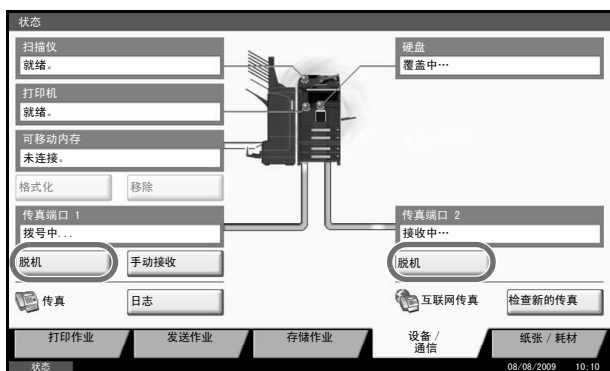 状态
扫描仪
就绪。
打印机
就绪。
可移动内存
未连接。
格式化 移除
传真端口 1
拨号中...
脱机 手动接收
传真 日志
硬盘
覆盖中…
传真端口 2
接收中…
脱机
互联网传真 检查新的传真
打印作业 发送作业 存储作业 设备 / 通信 纸张 / 耗材
状态 08/08/2009 10:10